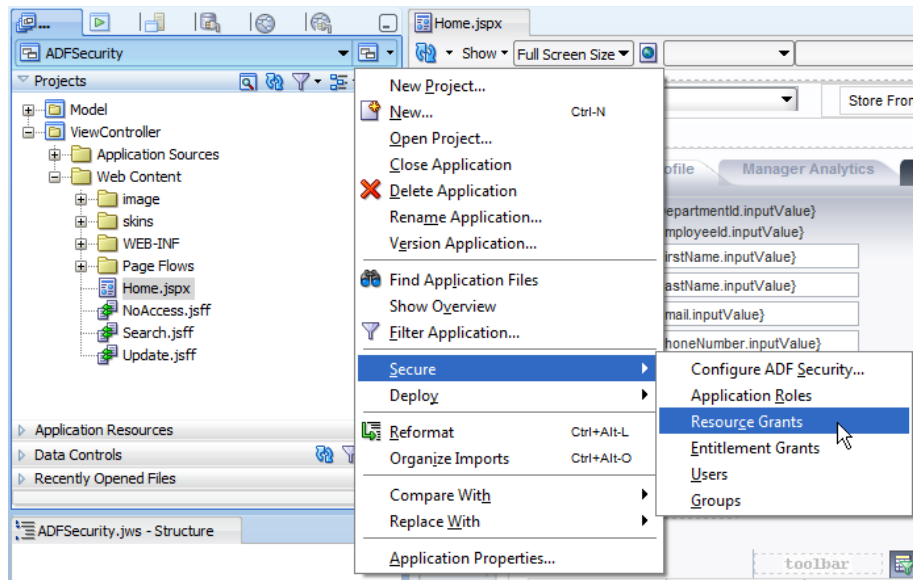 ...
Home.jspx
ADFSecurity
Show
Full Screen Size
Projects
Model
ViewController
Application Sources
Web Content
image
skins
WEB-INF
Page Flows
Home.jspx
NoAccess.jsff
Search.jsff
Update.jsff
Application Resources
Data Controls
Recently Opened Files
ADFSecurity.jws - Structure
New Project...
New... Ctrl-N
Open Project...
Close Application
Delete Application
Rename Application...
Version Application...
Find Application Files
Show Overview
Filter Application...
Secure
Deploy
Reformat Ctrl+Alt-L
Organize Imports Ctrl+Alt-O
Compare With
Replace With
Application Properties...
Configure ADF Security...
Application Roles
Resource Grants
Entitlement Grants
Users
Groups
Store Fron
ofile Manager Analytics
epartmentId.inputValue}
mployeeId.inputValue}
irstName.inputValue}
astName.inputValue}
mail.inputValue}
honeNumber.inputValue}
toolbar